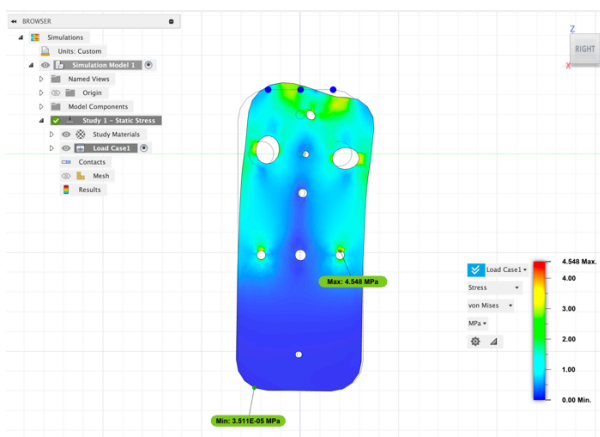 BROWSER
Simulations
Units: Custom
Simulation Model 1
Named Views
Origin
Model Components
Study 1 - Static Stress
Study Materials
Load Case1
Contacts
Mesh
Results
Z
RIGHT
X
Max: 4.548 MPa
Min: 3.511E-05 MPa
Load Case1
Stress
von Mises
MPa
4.548 Max.
4.00
3.00
2.00
1.00
0.00 Min.